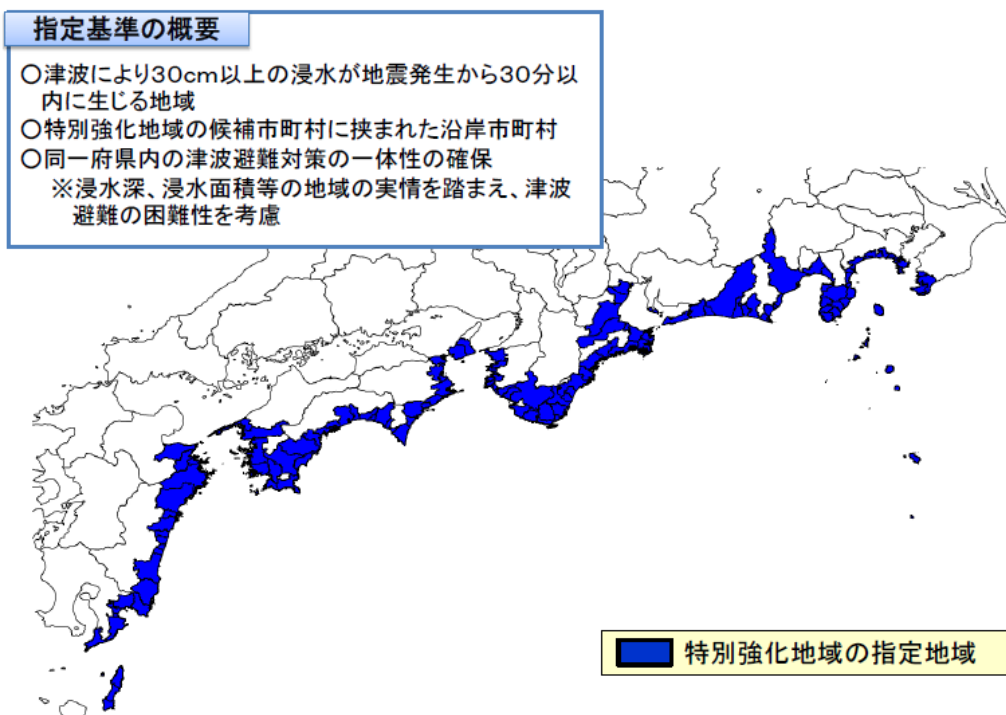 指定基準の概要
○津波により30cm以上の浸水が地震発生から30分以
内に生じる地域
○特別強化地域の候補市町村に挟まれた沿岸市町村
○同一府県内の津波避難対策の一体性の確保
※浸水深、浸水面積等の地域の実情を踏まえ、津波
避難の困難性を考慮
特別強化地域の指定地域